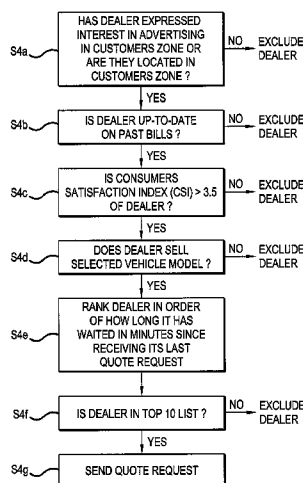 HAS DEALER EXPRESSED
INTEREST IN ADVERTISING
IN CUSTOMERS ZONE OR
ARE THEY LOCATED IN
CUSTOMERS ZONE ?
S4a
NO
EXCLUDE
DEALER
YES
S4b
IS DEALER UP-TO-DATE
ON PAST BILLS ?
NO
EXCLUDE
DEALER
YES
S4c
IS CONSUMERS
SATISFACTION INDEX (CSI) > 3.5
OF DEALER ?
NO
EXCLUDE
DEALER
YES
S4d
DOES DEALER SELL
SELECTED VEHICLE MODEL ?
NO
EXCLUDE
DEALER
YES
S4e
RANK DEALER IN ORDER
OF HOW LONG IT HAS
WAITED IN MINUTES SINCE
RECEIVING ITS LAST
QUOTE REQUEST
S4f
IS DEALER IN TOP 10 LIST ?
NO
EXCLUDE
DEALER
YES
S4g
SEND QUOTE REQUEST